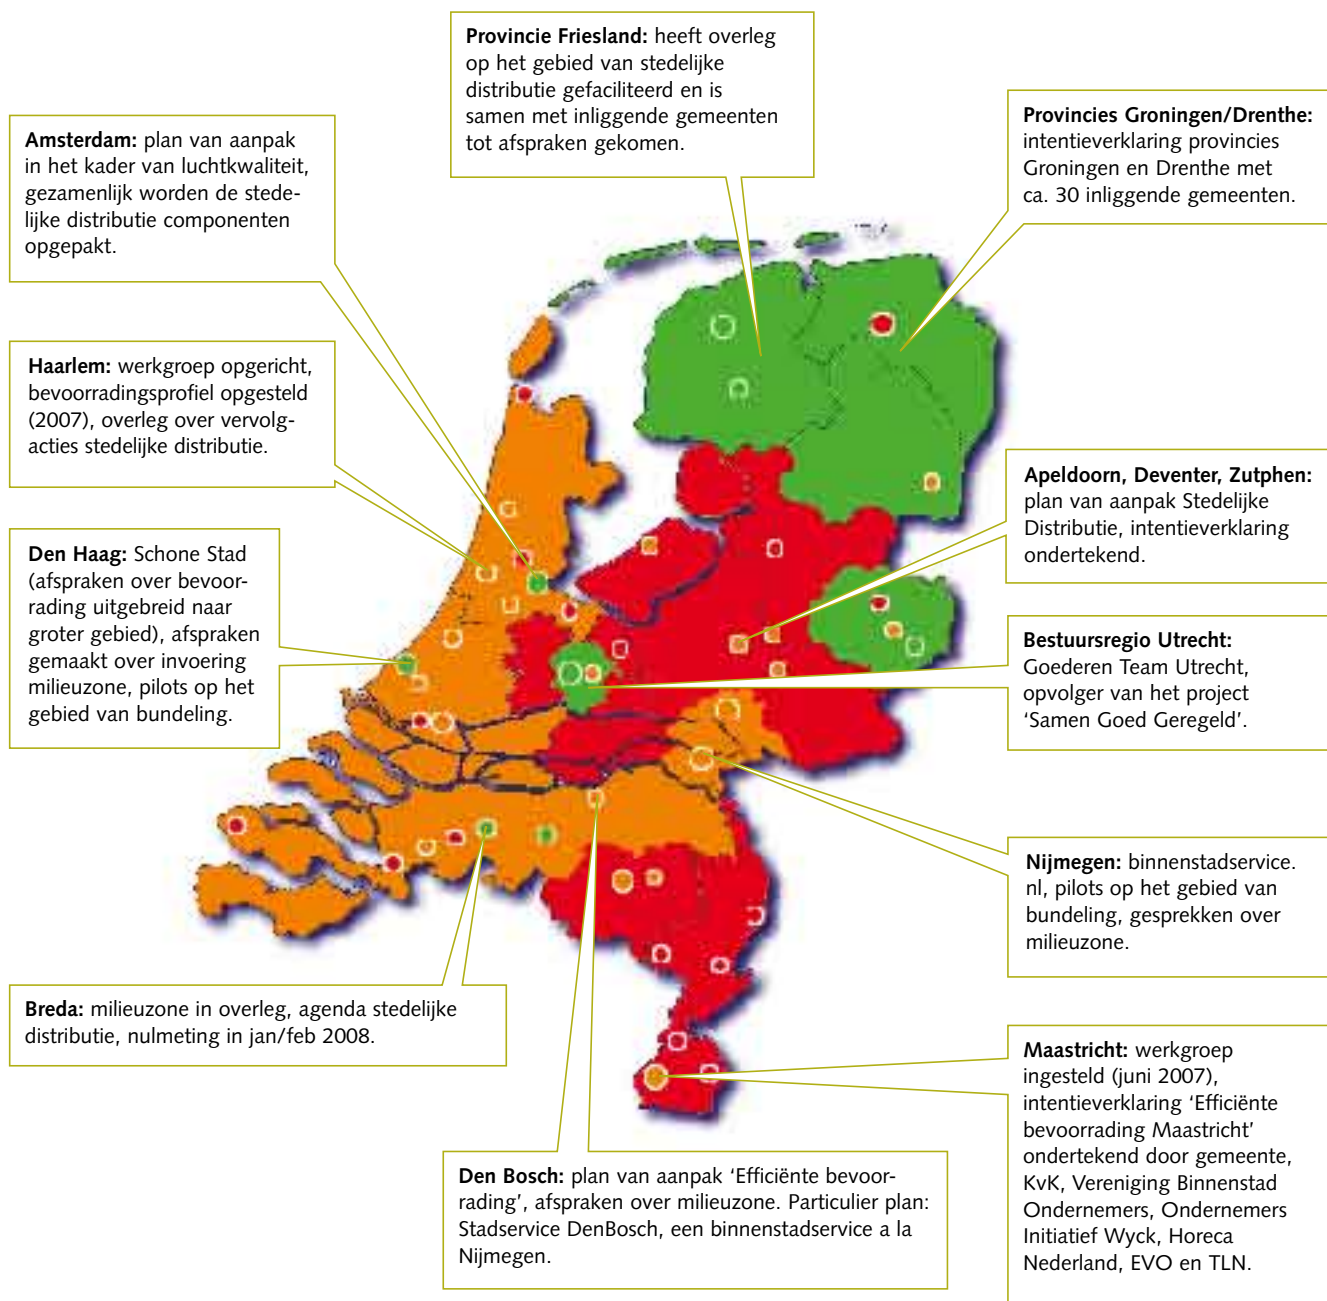 Provincie Friesland: heeft overleg
op het gebied van stedelijke
distributie gefaciliteerd en is
samen met inliggende gemeenten
tot afspraken gekomen.
Provincies Groningen/Drenthe:
intentieverklaring provincies
Groningen en Drenthe met
ca. 30 inliggende gemeenten.
Amsterdam: plan van aanpak
in het kader van luchtkwaliteit,
gezamenlijk worden de stede-
lijke distributie componenten
opgepakt.
Haarlem: werkgroep opgericht,
bevoorradingsprofiel opgesteld
(2007), overleg over vervolg-
acties stedelijke distributie.
Apeldoorn, Deventer, Zutphen:
plan van aanpak Stedelijke
Distributie, intentieverklaring
ondertekend.
Den Haag: Schone Stad
(afspraken over bevoor-
rading uitgebreid naar
groter gebied), afspraken
gemaakt over invoering
milieuzone, pilots op het
gebied van bundeling.
Bestuursregio Utrecht:
Goederen Team Utrecht,
opvolger van het project
‘Samen Goed Geregeld’.
Nijmegen: binnenstadservice.
nl, pilots op het gebied van
bundeling, gesprekken over
milieuzone.
Breda: milieuzone in overleg, agenda stedelijke
distributie, nulmeting in jan/feb 2008.
Maastricht: werkgroep
ingesteld (juni 2007),
intentieverklaring ‘Efficiënte
bevoorrading Maastricht’
ondertekend door gemeente,
KvK, Vereniging Binnenstad
Ondernemers, Ondernemers
Initiatief Wyck, Horeca
Nederland, EVO en TLN.
Den Bosch: plan van aanpak ‘Efficiënte bevoor-
rading’, afspraken over milieuzone. Particulier plan:
Stadservice DenBosch, een binnenstadservice a la
Nijmegen.